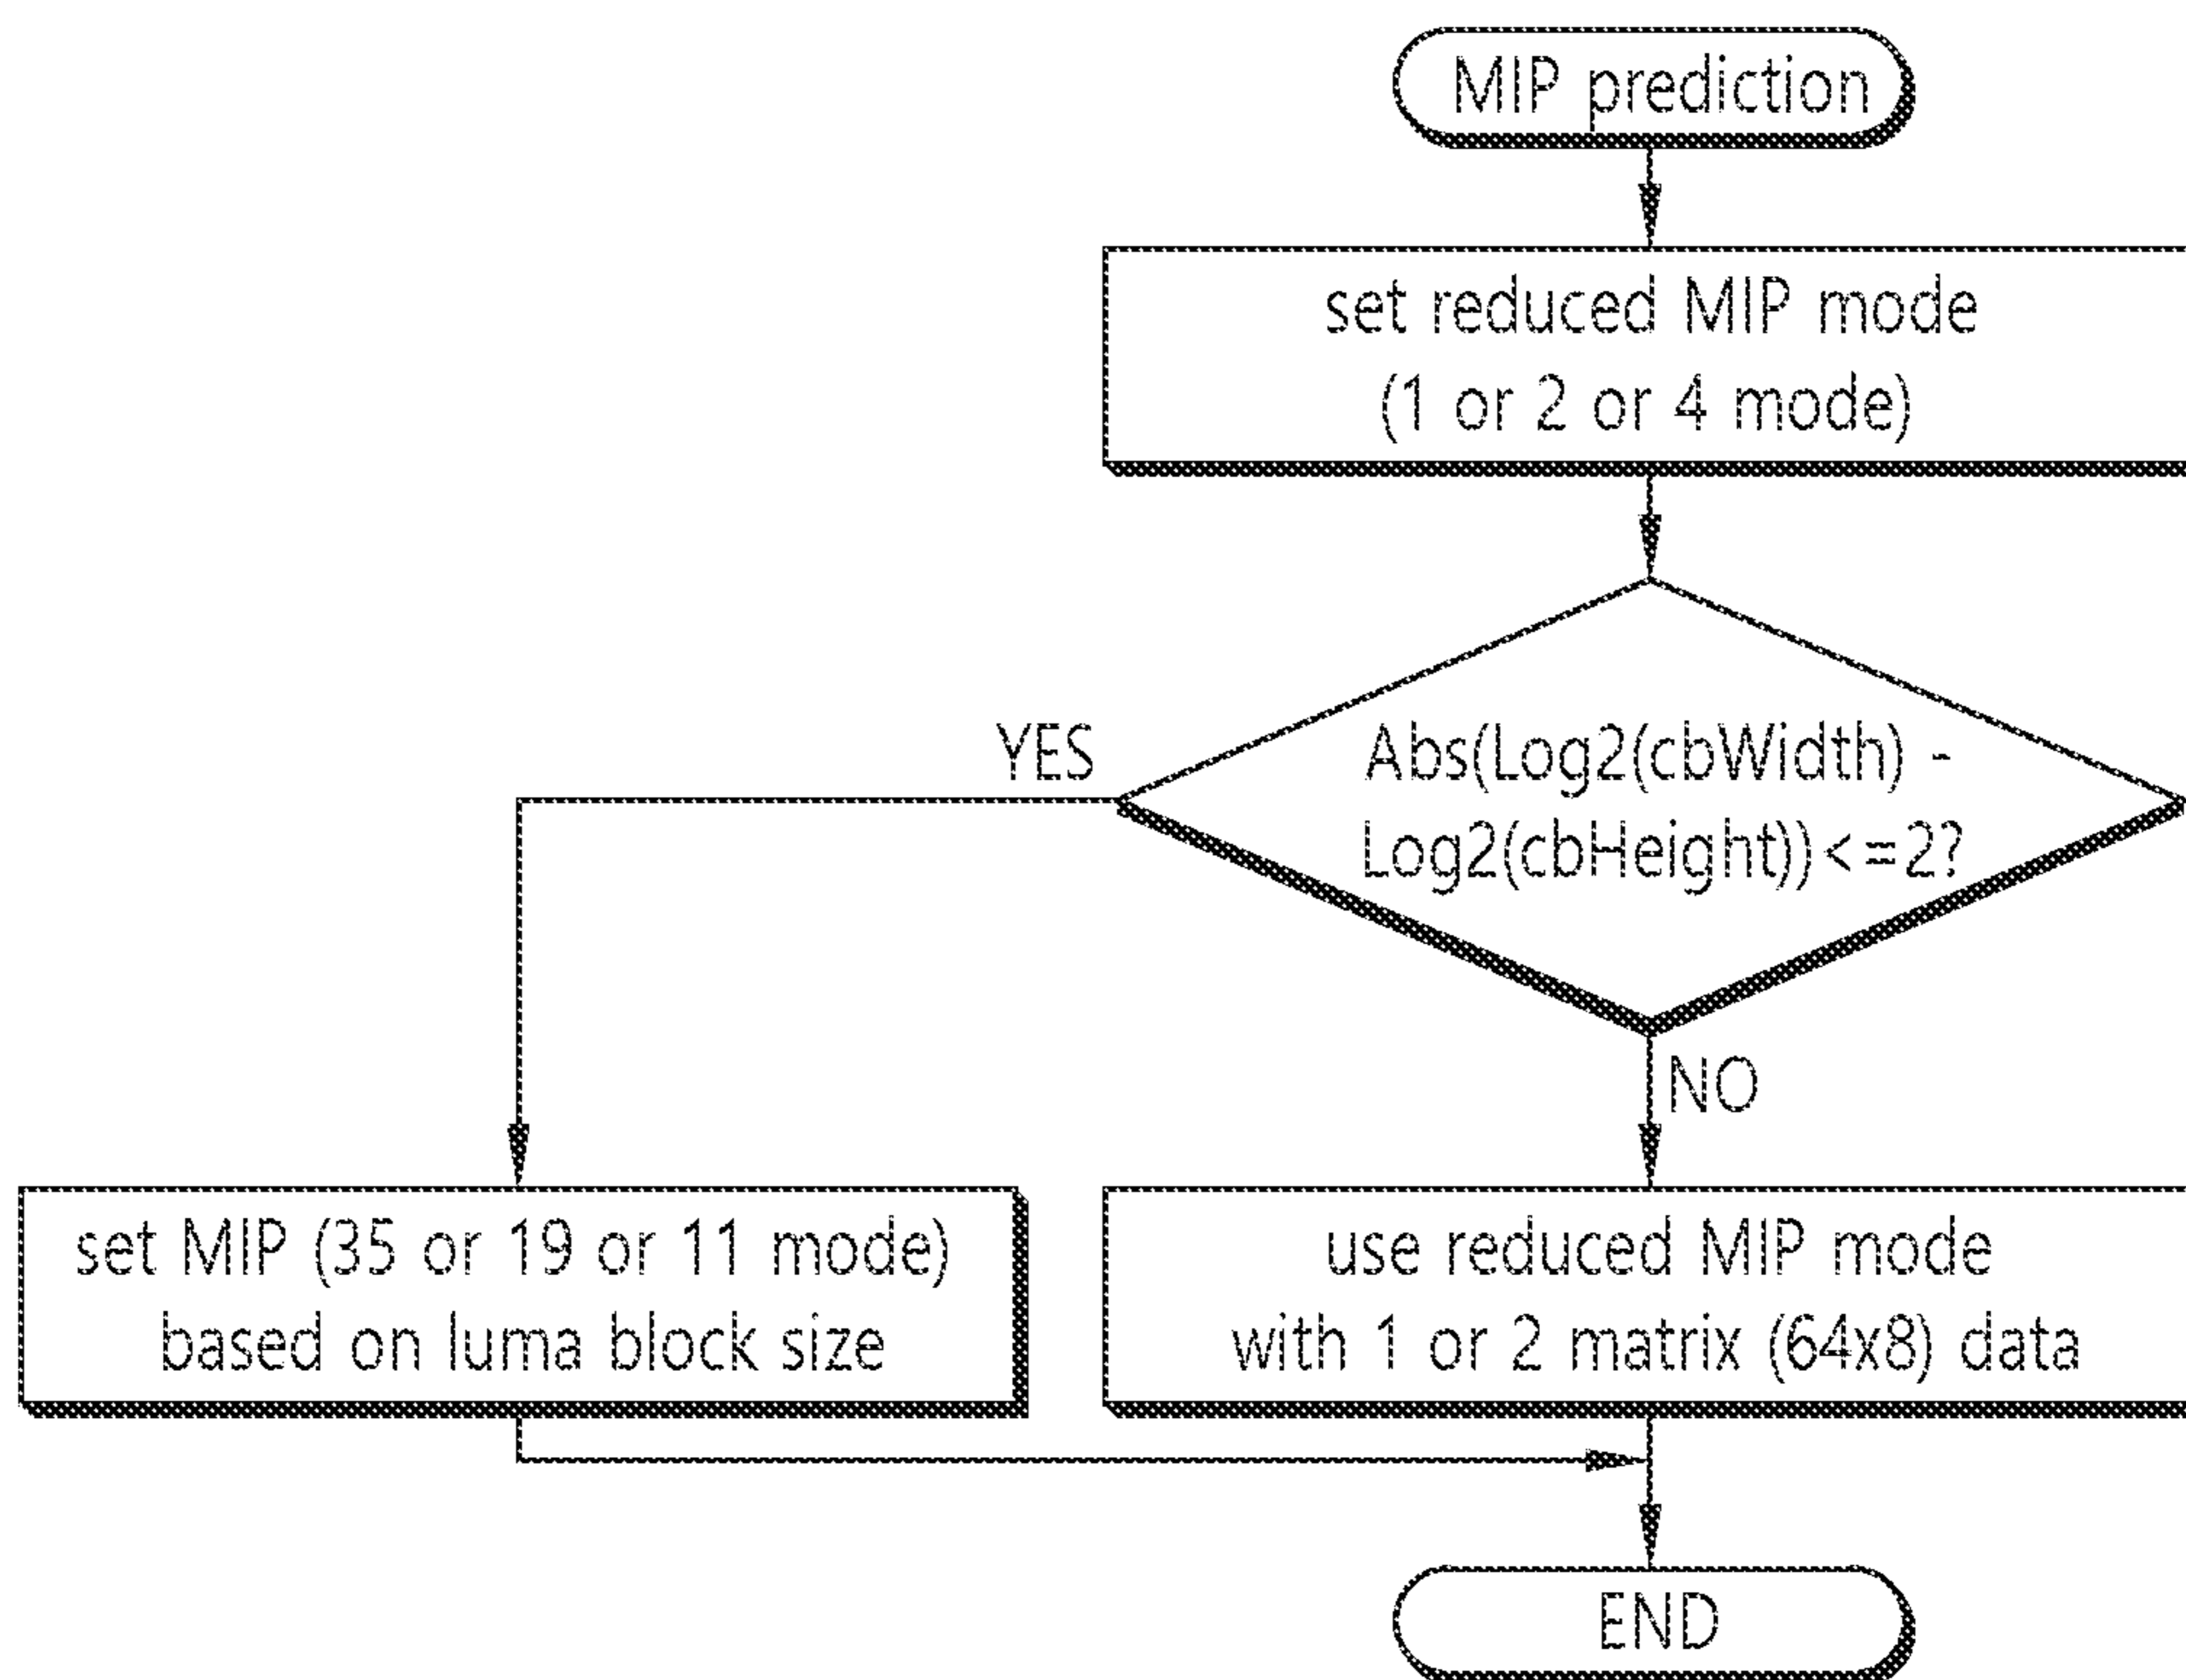 MIP prediction
set reduced MIP mode
(1 or 2 or 4 mode)
YES
Abs(Log2(cbWidth) -
Log2(cbHeight))<=2?
NO
set MIP (35 or 19 or 11 mode)
based on luma block size
use reduced MIP mode
with 1 or 2 matrix (64x8) data
END